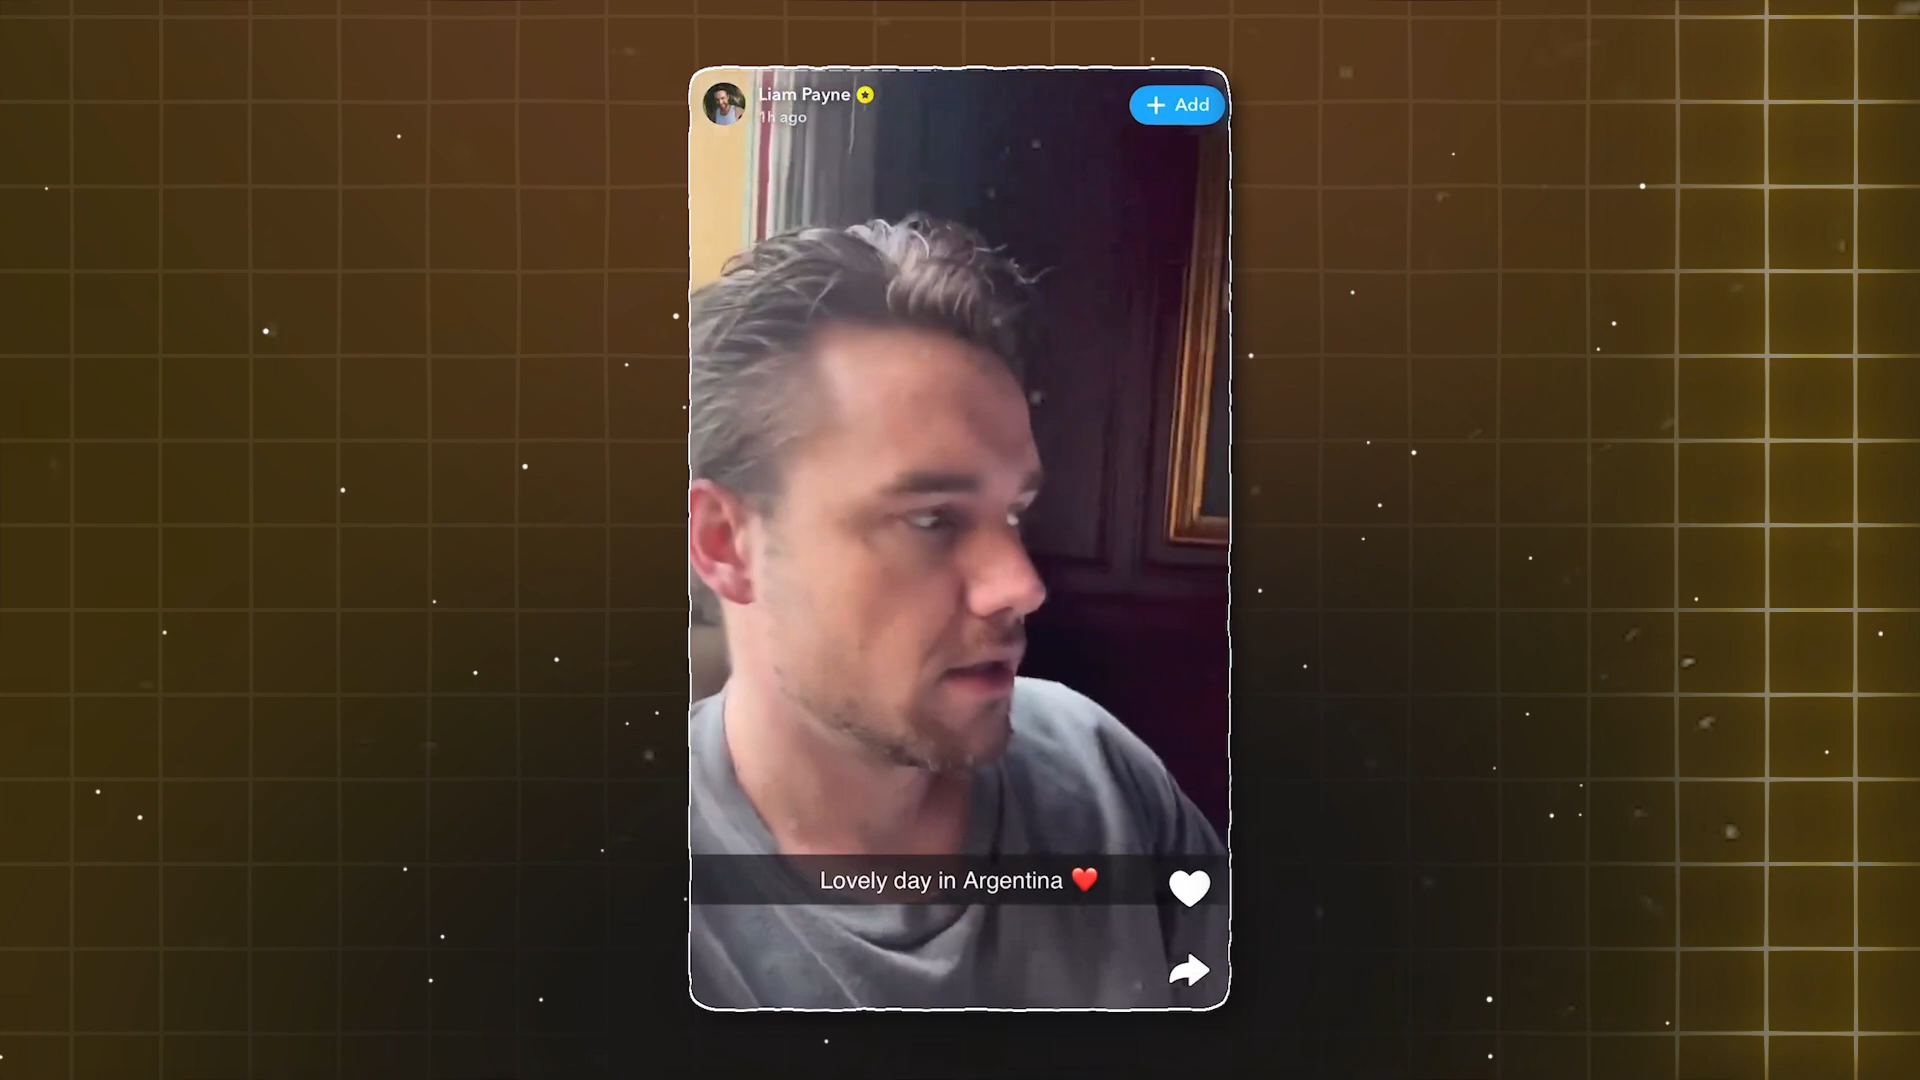 Liam Payne
1h ago
+ Add
Lovely day in Argentina ❤️